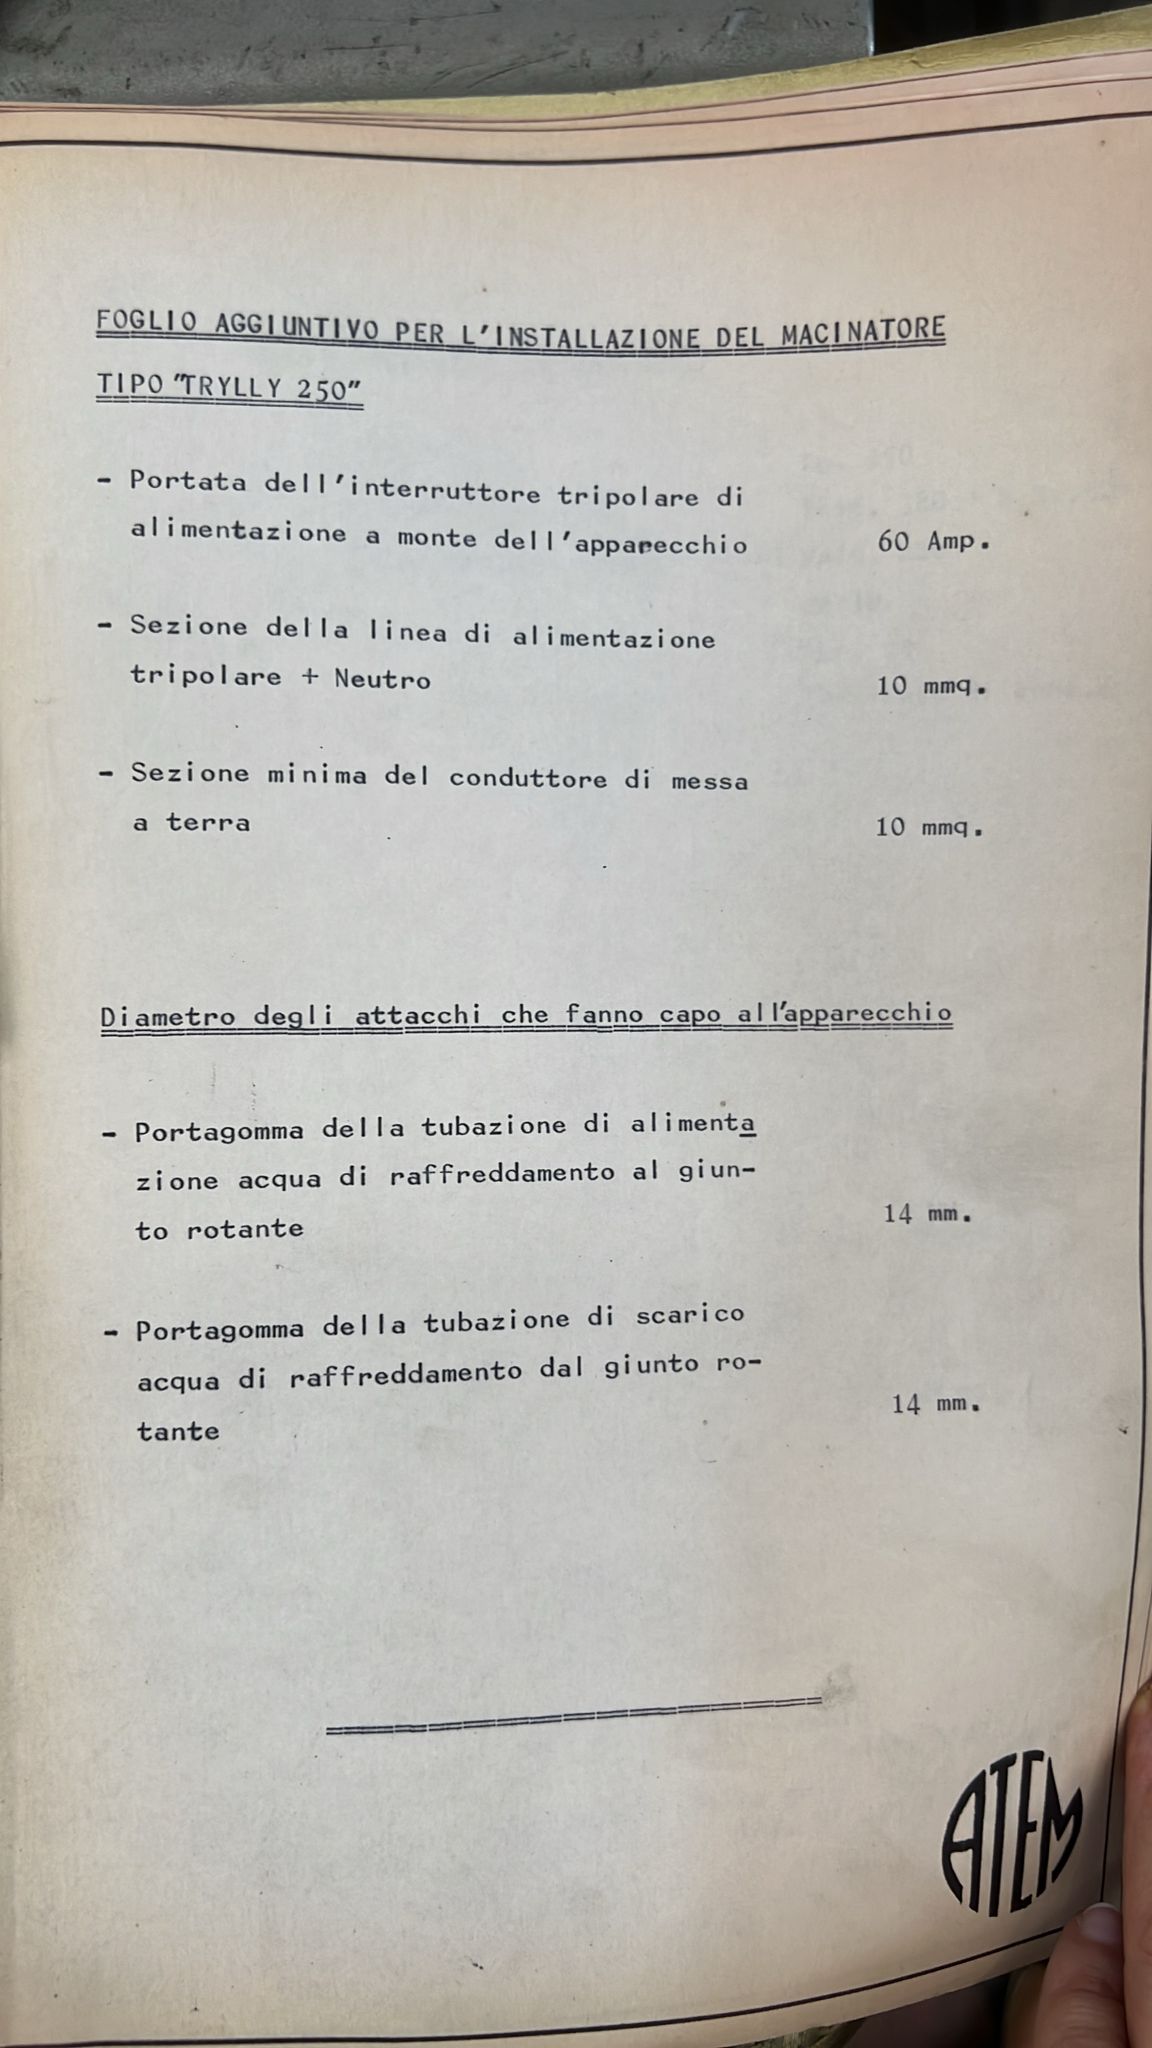 FOGLIO AGGIUNTIVO PER L'INSTALLAZIONE DEL MACINATORE
TIPO "TRYLLY 250"
- Portata dell'interruttore tripolare di
alimentazione a monte dell'apparecchio 60 Amp.
- Sezione della linea di alimentazione
tripolare + Neutro 10 mmq.
- Sezione minima del conduttore di messa
a terra 10 mmq.
Diametro degli attacchi che fanno capo all'apparecchio
- Portagomma della tubazione di alimenta
zione acqua di raffreddamento al giun-
to rotante 14 mm.
- Portagomma della tubazione di scarico
acqua di raffreddamento dal giunto ro-
tante 14 mm.
ATEM